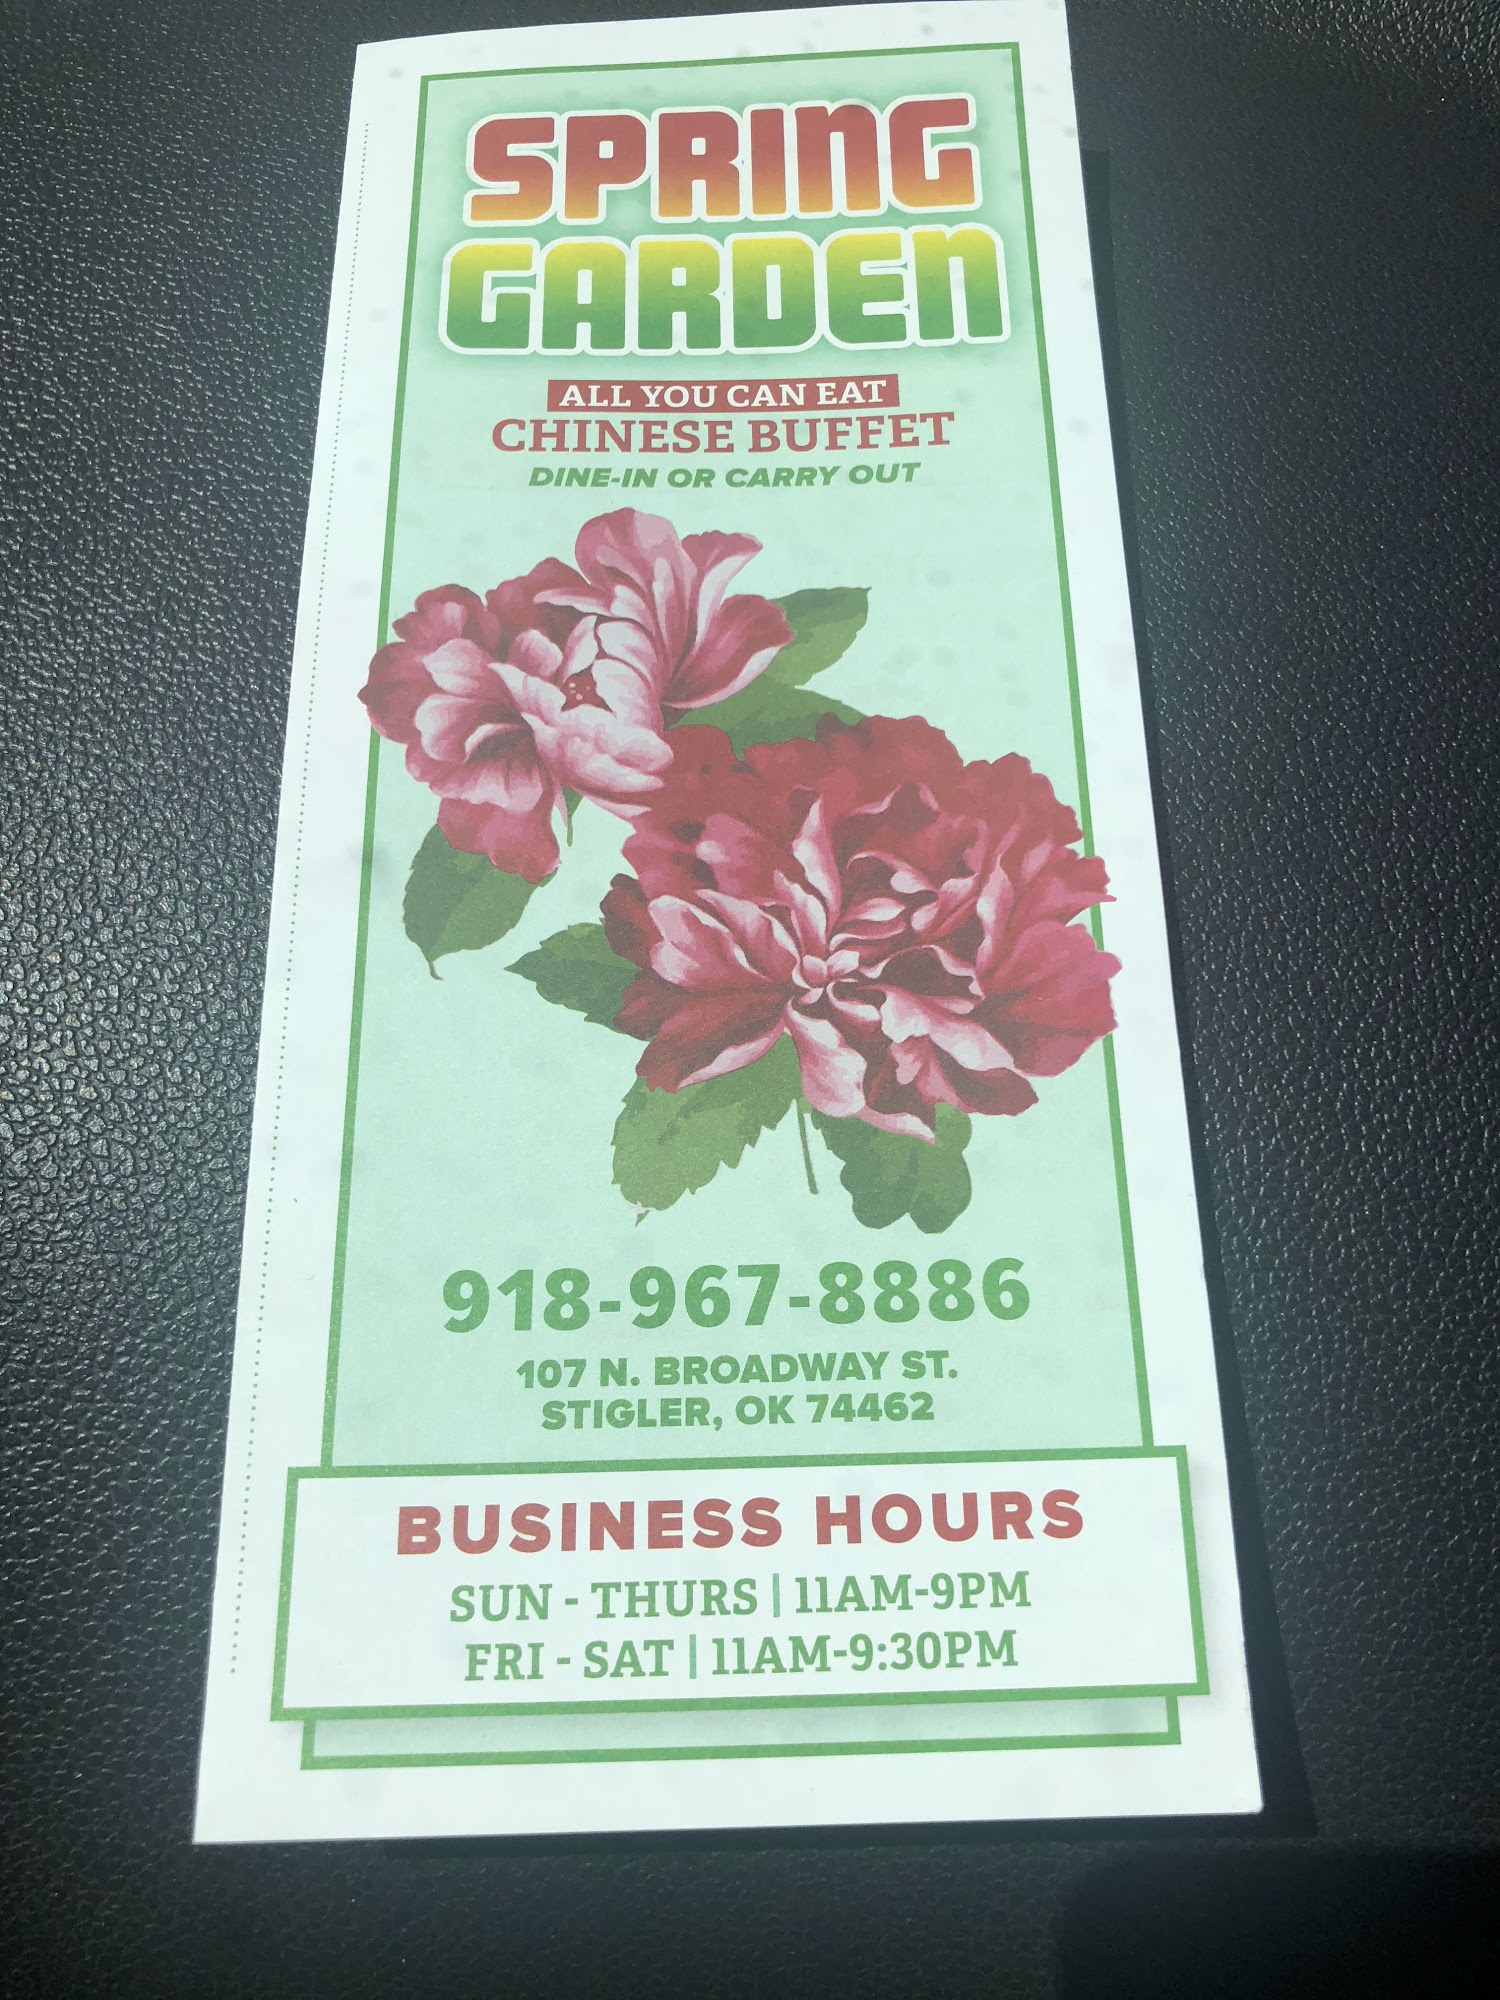 SPRING
GARDEN
ALL YOU CAN EAT
CHINESE BUFFET
DINE-IN OR CARRY OUT
918-967-8886
107 N. BROADWAY ST.
STIGLER, OK 74462
BUSINESS HOURS
SUN - THURS | 11AM-9PM
FRI - SAT | 11AM-9:30PM